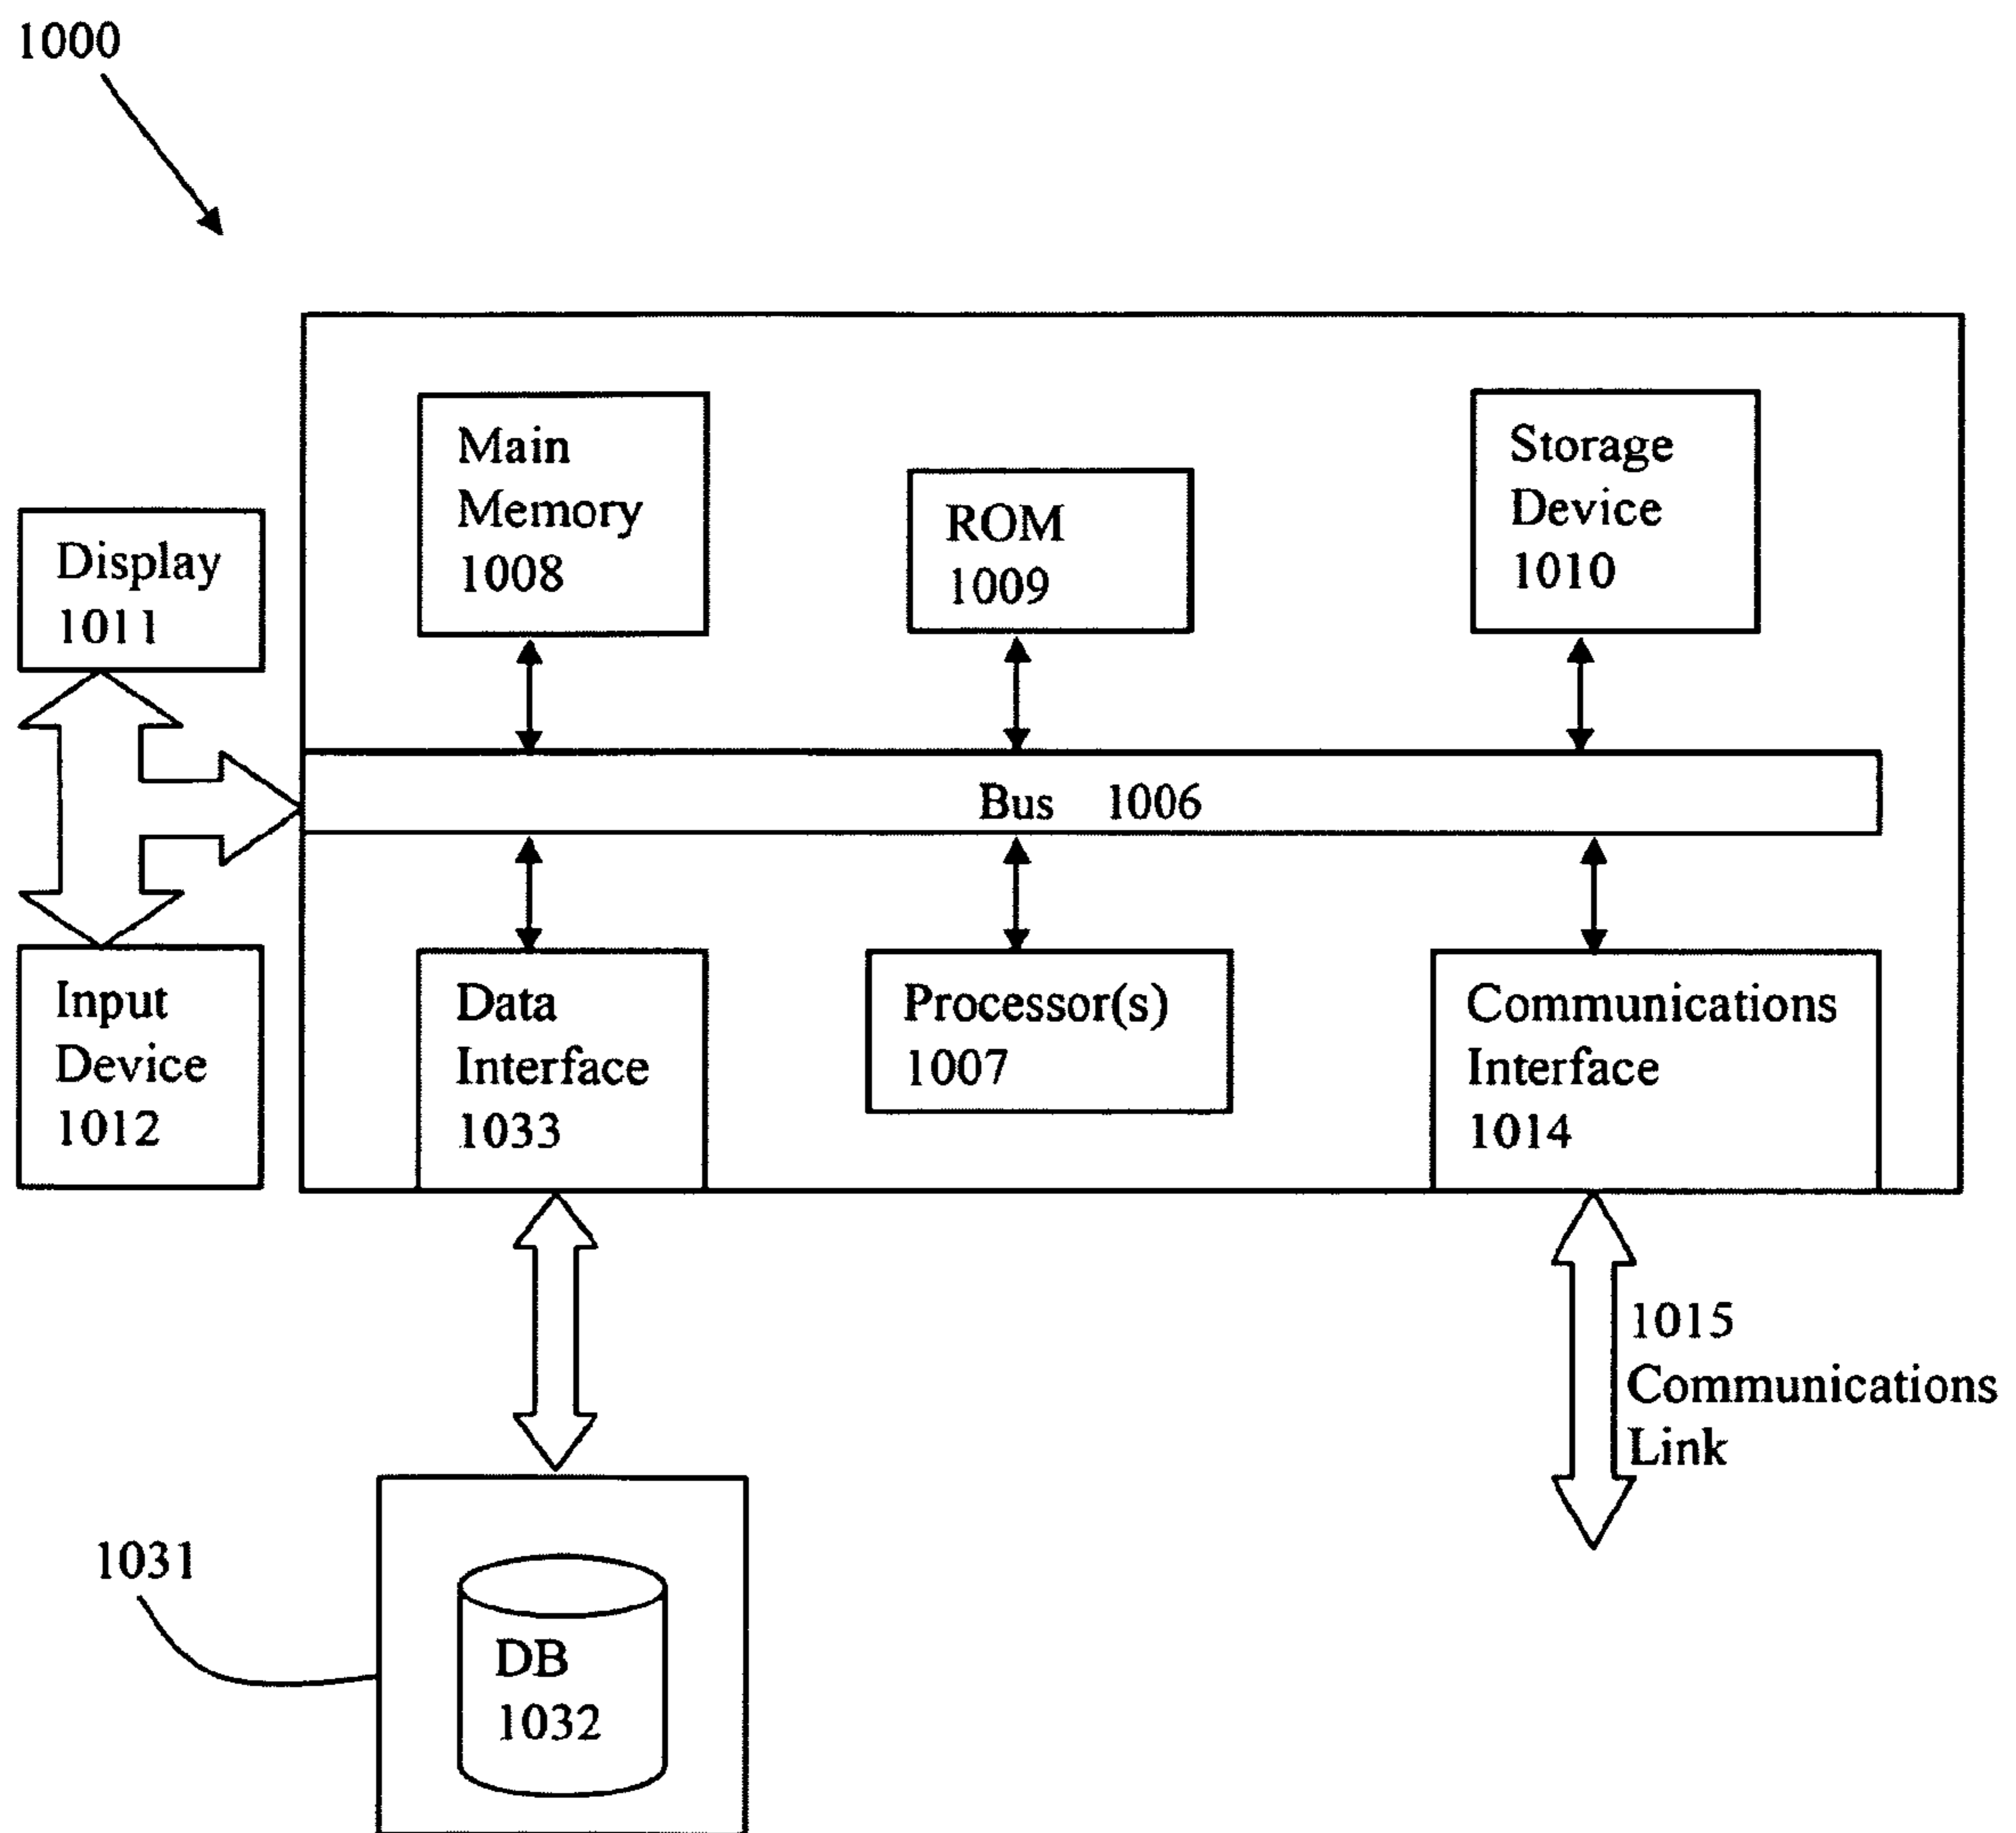 1000
Main
Memory
1008
ROM
1009
Storage
Device
1010
Display
1011
Bus 1006
Input
Device
1012
Data
Interface
1033
Processor(s)
1007
Communications
Interface
1014
1015
Communications
Link
1031
DB
1032